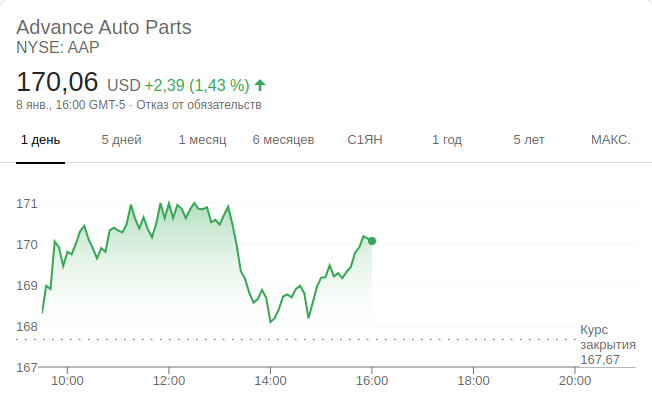 Advance Auto Parts
NYSE: AAP
170,06 USD +2,39 (1,43 %)
8 янв., 16:00 GMT-5 · Отказ от обязательств
1 день 5 дней 1 месяц 6 месяцев С1ЯН 1 год 5 лет МАКС.
171
170
169
168
Курс
закрытия
167,67
167
10:00 12:00 14:00 16:00 18:00 20:00